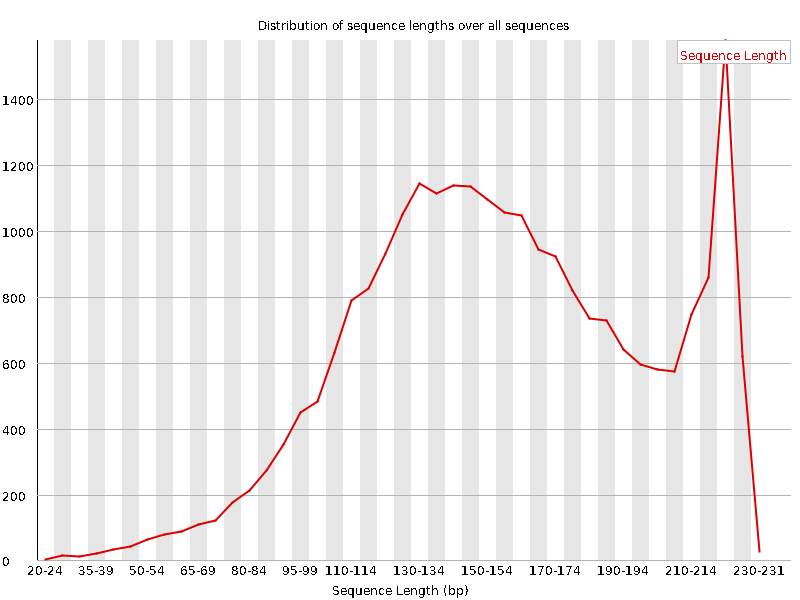 Distribution of sequence lengths over all sequences
Sequence Length
1400
1200
1000
800
600
400
200
0
20-24 35-39 50-54 65-69 80-84 95-99 110-114 130-134 150-154 170-174 190-194 210-214 230-231
Sequence Length (bp)